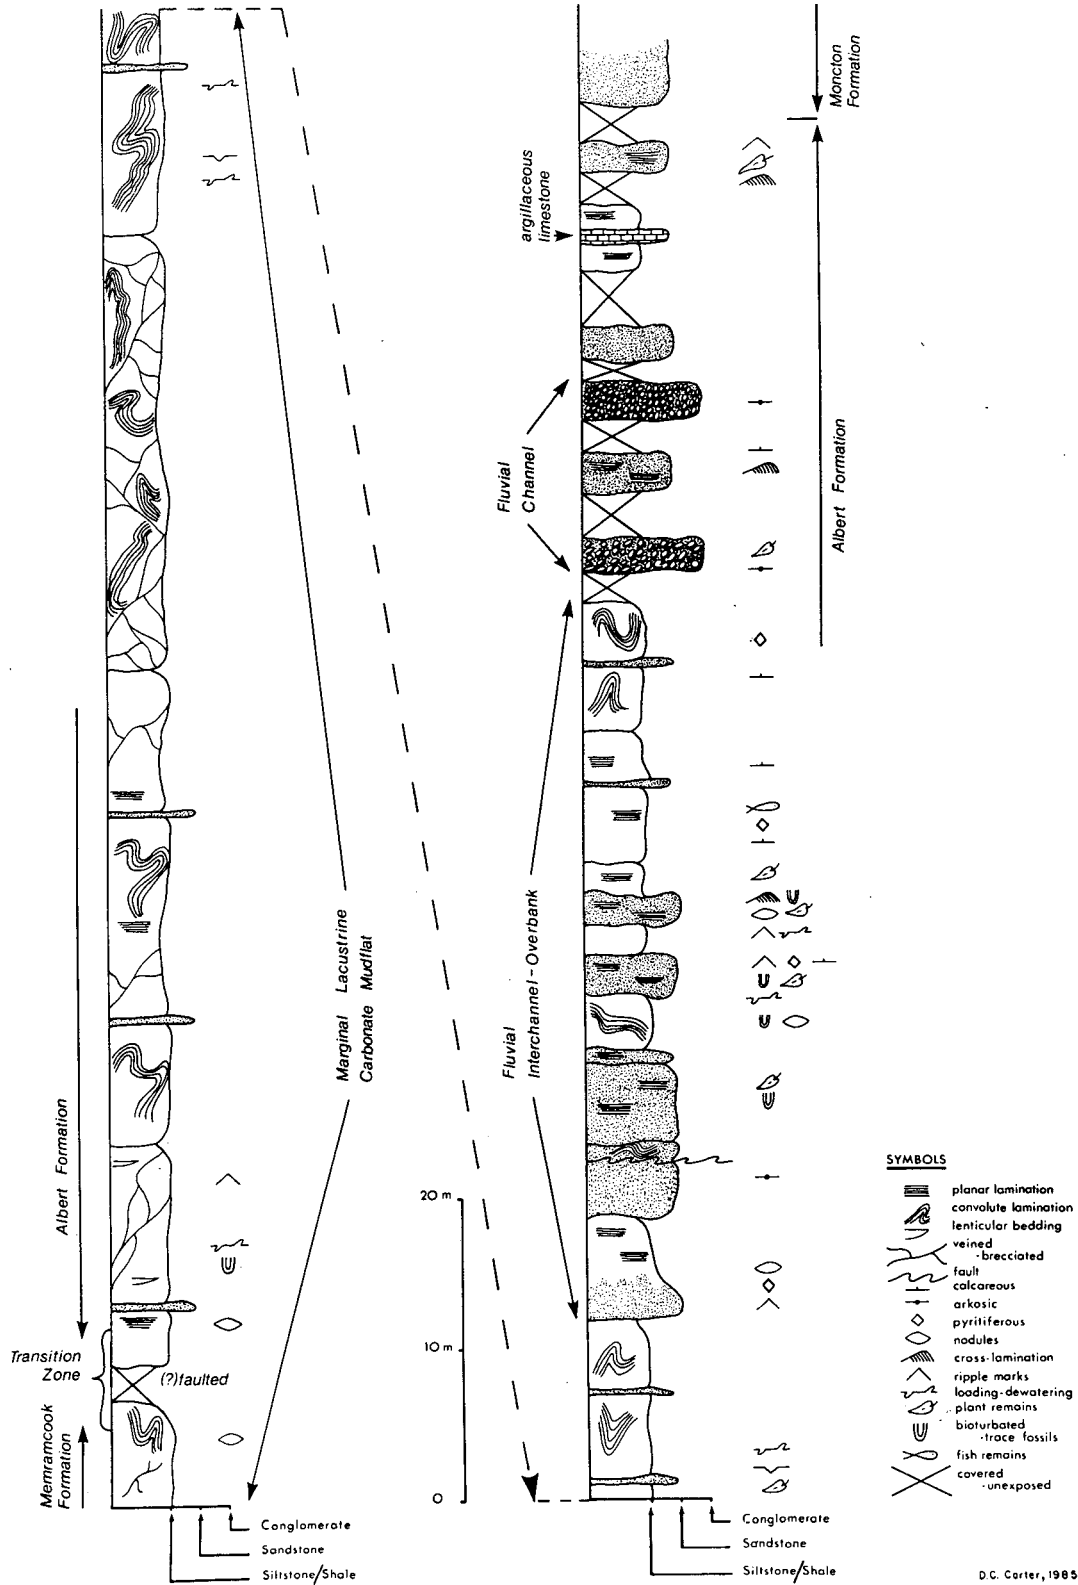 Moncton
Formation
argillaceous
limestone
Fluvial
Channel
Albert Formation
Marginal Lacustrine
Carbonate Mudflat
Fluvial
Interchannel - Overbank
Albert Formation
Transition
Zone
(?)faulted
Memramcook
Formation
20 m
10 m
0
Conglomerate
Sandstone
Siltstone/Shale
Conglomerate
Sandstone
Siltstone/Shale
SYMBOLS
planar lamination
convolute lamination
lenticular bedding
veined
-brecciated
fault
calcareous
arkosic
pyritiferous
nodules
cross-lamination
ripple marks
loading-dewatering
plant remains
bioturbated
-trace fossils
fish remains
covered
-unexposed
D.C. Carter, 1985